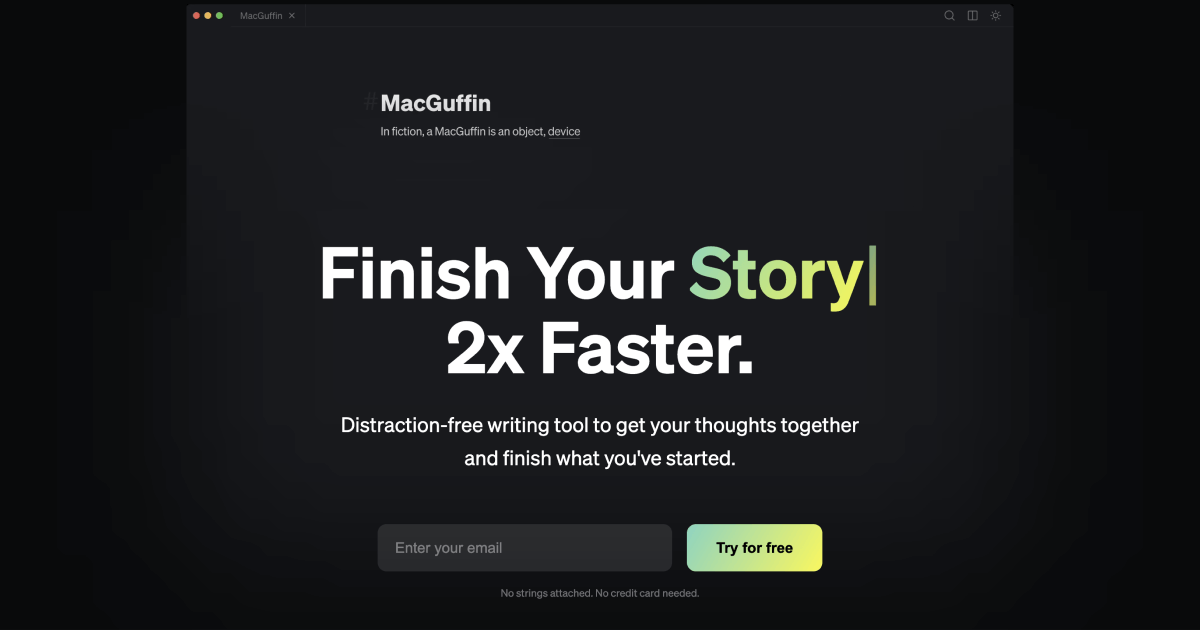 MacGuffin ×
# MacGuffin
In fiction, a MacGuffin is an object, device
Finish Your Story
2x Faster.
Distraction-free writing tool to get your thoughts together
and finish what you've started.
Enter your email
Try for free
No strings attached. No credit card needed.